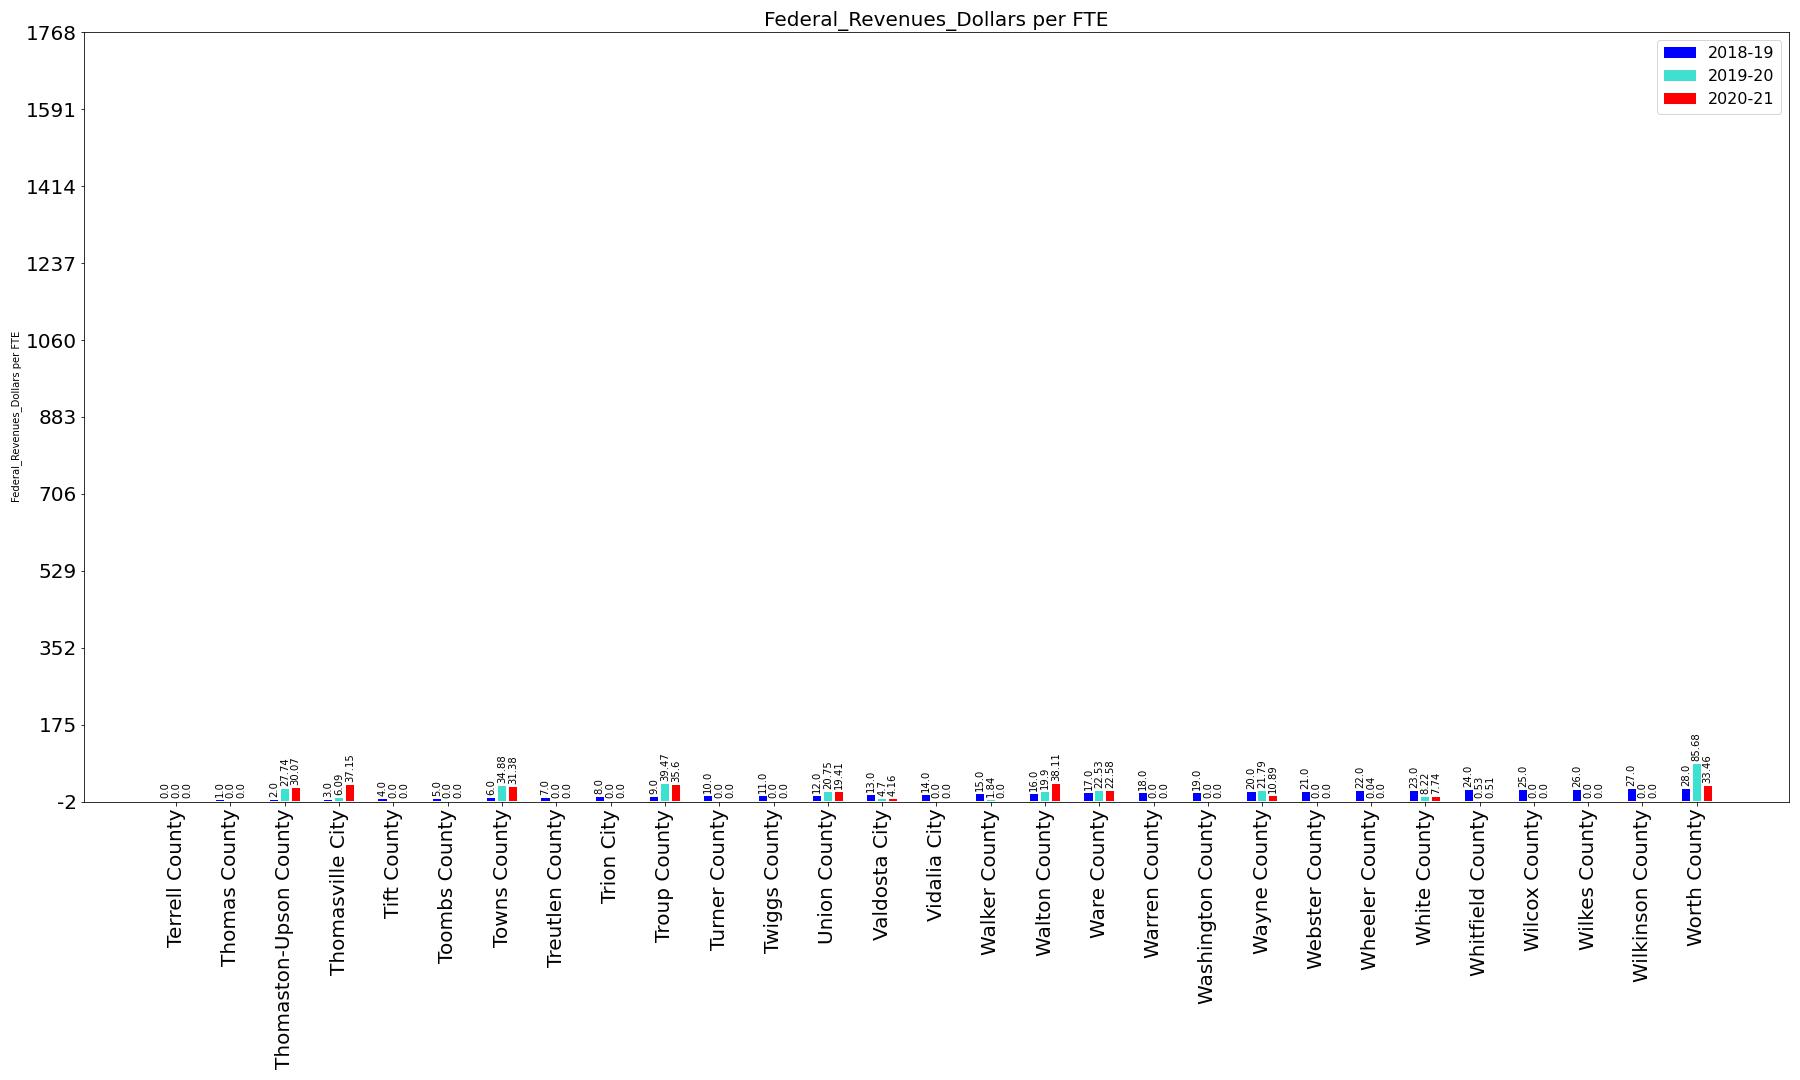 Federal_Revenues_Dollars per FTE
2018-19
2019-20
2020-21
Federal_Revenues_Dollars per FTE
1768
1591
1414
1237
1060
883
706
529
352
175
-2
0.0 0.0 0.0
1.0 0.0 0.0
2.0 27.74 30.07
3.0 6.09 37.15
4.0 0.0 0.0
5.0 0.0 0.0
6.0 34.88 31.38
7.0 0.0 0.0
8.0 0.0 0.0
9.0 39.47 35.6
10.0 0.0 0.0
11.0 0.0 0.0
12.0 20.75 19.41
13.0 4.7 4.16
14.0 0.0 0.0
15.0 1.84 0.0
16.0 19.9 38.11
17.0 22.53 22.58
18.0 0.0 0.0
19.0 0.0 0.0
20.0 21.79 10.89
21.0 0.0 0.0
22.0 0.44 0.0
23.0 8.22 7.74
24.0 0.53 0.51
25.0 0.0 0.0
26.0 0.0 0.0
27.0 0.0 0.0
28.0 85.68 33.46
Terrell County
Thomas County
Thomaston-Upson County
Thomasville City
Tift County
Toombs County
Towns County
Treutlen County
Trion City
Troup County
Turner County
Twiggs County
Union County
Valdosta City
Vidalia City
Walker County
Walton County
Ware County
Warren County
Washington County
Wayne County
Webster County
Wheeler County
White County
Whitfield County
Wilcox County
Wilkes County
Wilkinson County
Worth County